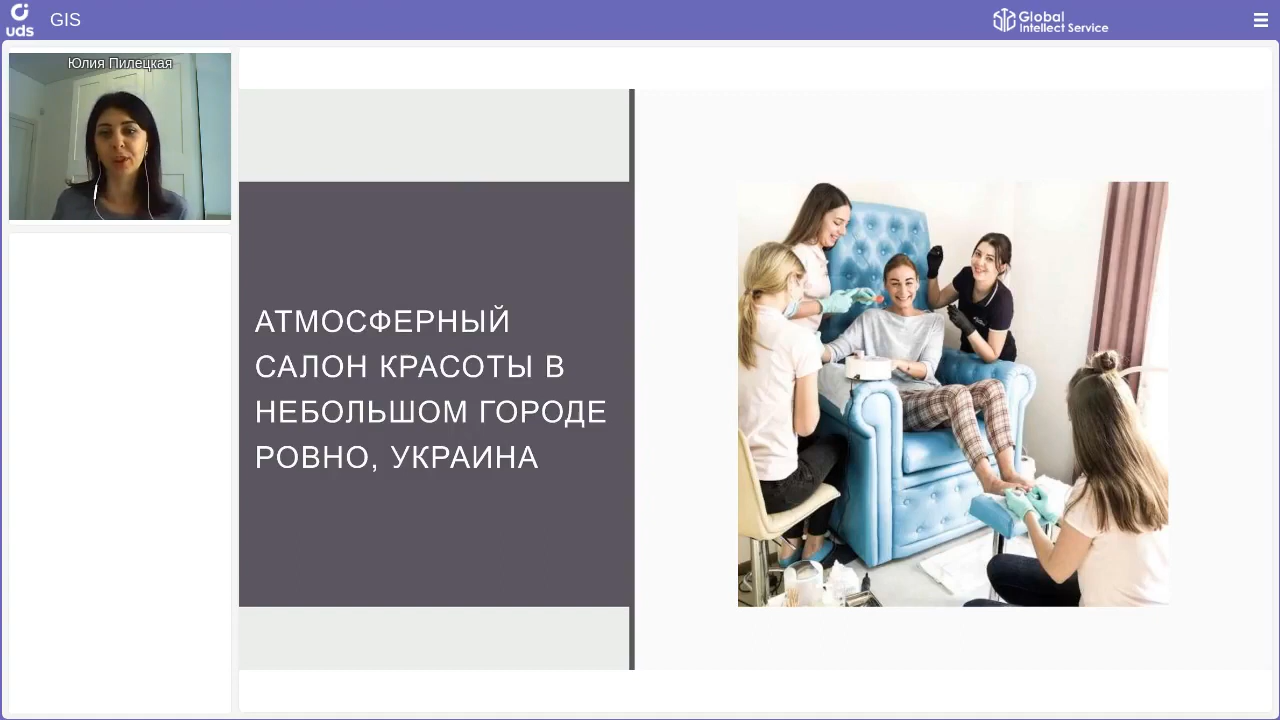 uds
GIS
Global
Intellect Service
Юлия Пилецкая
АТМОСФЕРНЫЙ
САЛОН КРАСОТЫ В
НЕБОЛЬШОМ ГОРОДЕ
РОВНО, УКРАИНА